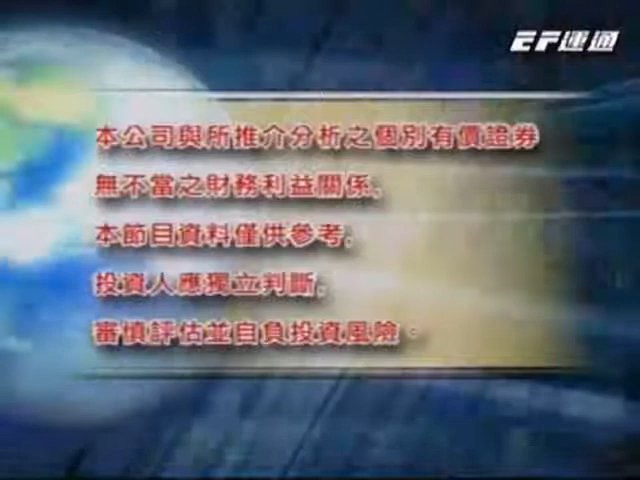 EF運通
本公司與所推介分析之個別有價證券
無不當之財務利益關係,
本節目資料僅供參考,
投資人應獨立判斷,
審慎評估並自負投資風險。